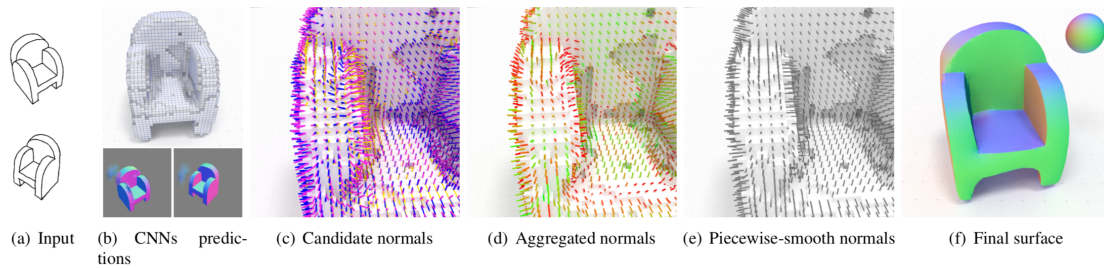 (a) Input
(b) CNNs predic-
tions
(c) Candidate normals
(d) Aggregated normals
(e) Piecewise-smooth normals
(f) Final surface